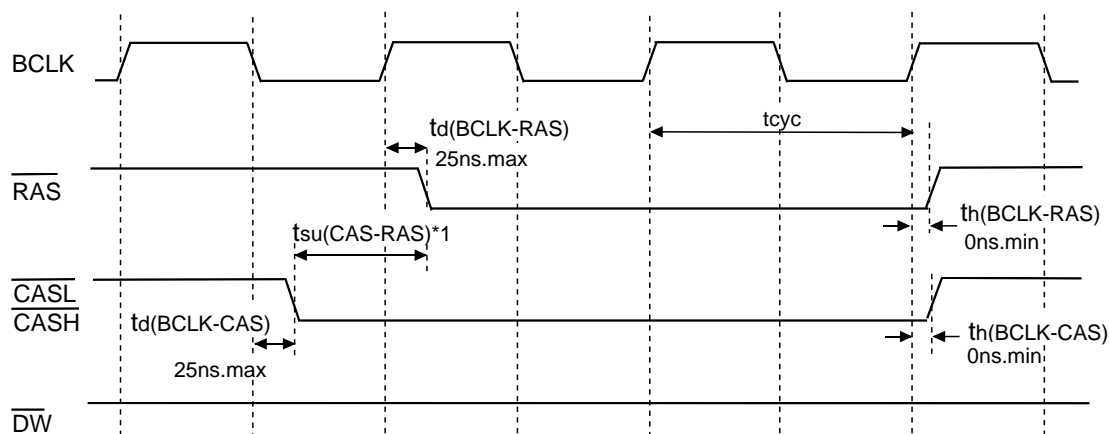 BCLK
td(BCLK-RAS)
25ns.max
tcyc
RAS
tsu(CAS-RAS)*1
th(BCLK-RAS)
0ns.min
CASL
CASH
td(BCLK-CAS)
25ns.max
th(BCLK-CAS)
0ns.min
DW